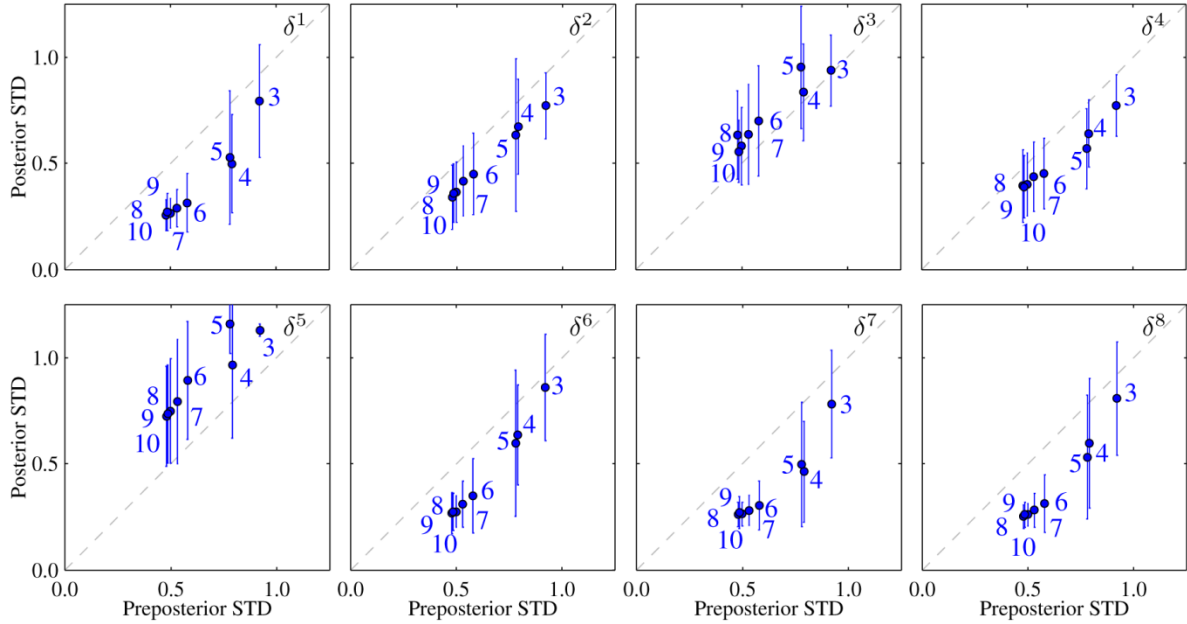 δ¹ δ² δ³ δ⁴
1.0
0.5
0.0
Posterior STD
3 5 4 9 8 6 10 7
3 4 5 9 6 8 7 10
5 3 4 8 6 9 7 10
3 4 5 8 6 9 7 10
δ⁵ δ⁶ δ⁷ δ⁸
1.0
0.5
0.0
Posterior STD
5 3 4 6 8 9 7 10
3 4 5 6 8 9 7 10
3 5 4 9 6 8 7 10
3 4 5 9 6 8 7 10
0.0 0.5 1.0 0.0 0.5 1.0 0.0 0.5 1.0 0.0 0.5 1.0
Preposterior STD Preposterior STD Preposterior STD Preposterior STD